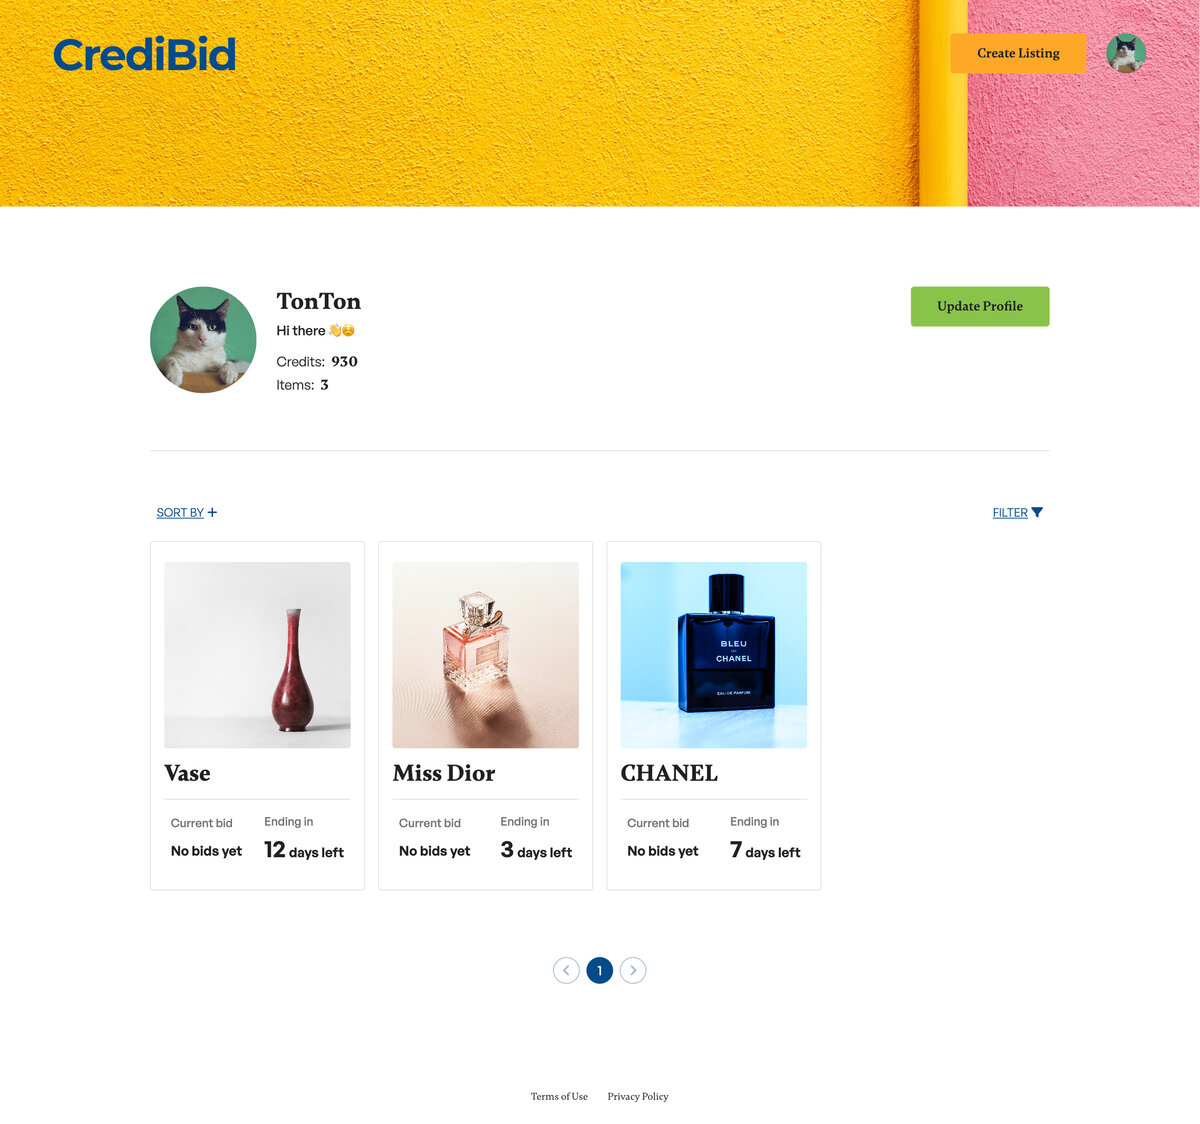 CrediBid
Create Listing
TonTon
Hi there 👋☺️
Credits: 930
Items: 3
Update Profile
SORT BY +
FILTER
BLEU
DE
CHANEL
EAU DE PARFUM
Vase
Current bid
No bids yet
Ending in
12 days left
Miss Dior
Current bid
No bids yet
Ending in
3 days left
CHANEL
Current bid
No bids yet
Ending in
7 days left
1
Terms of Use
Privacy Policy